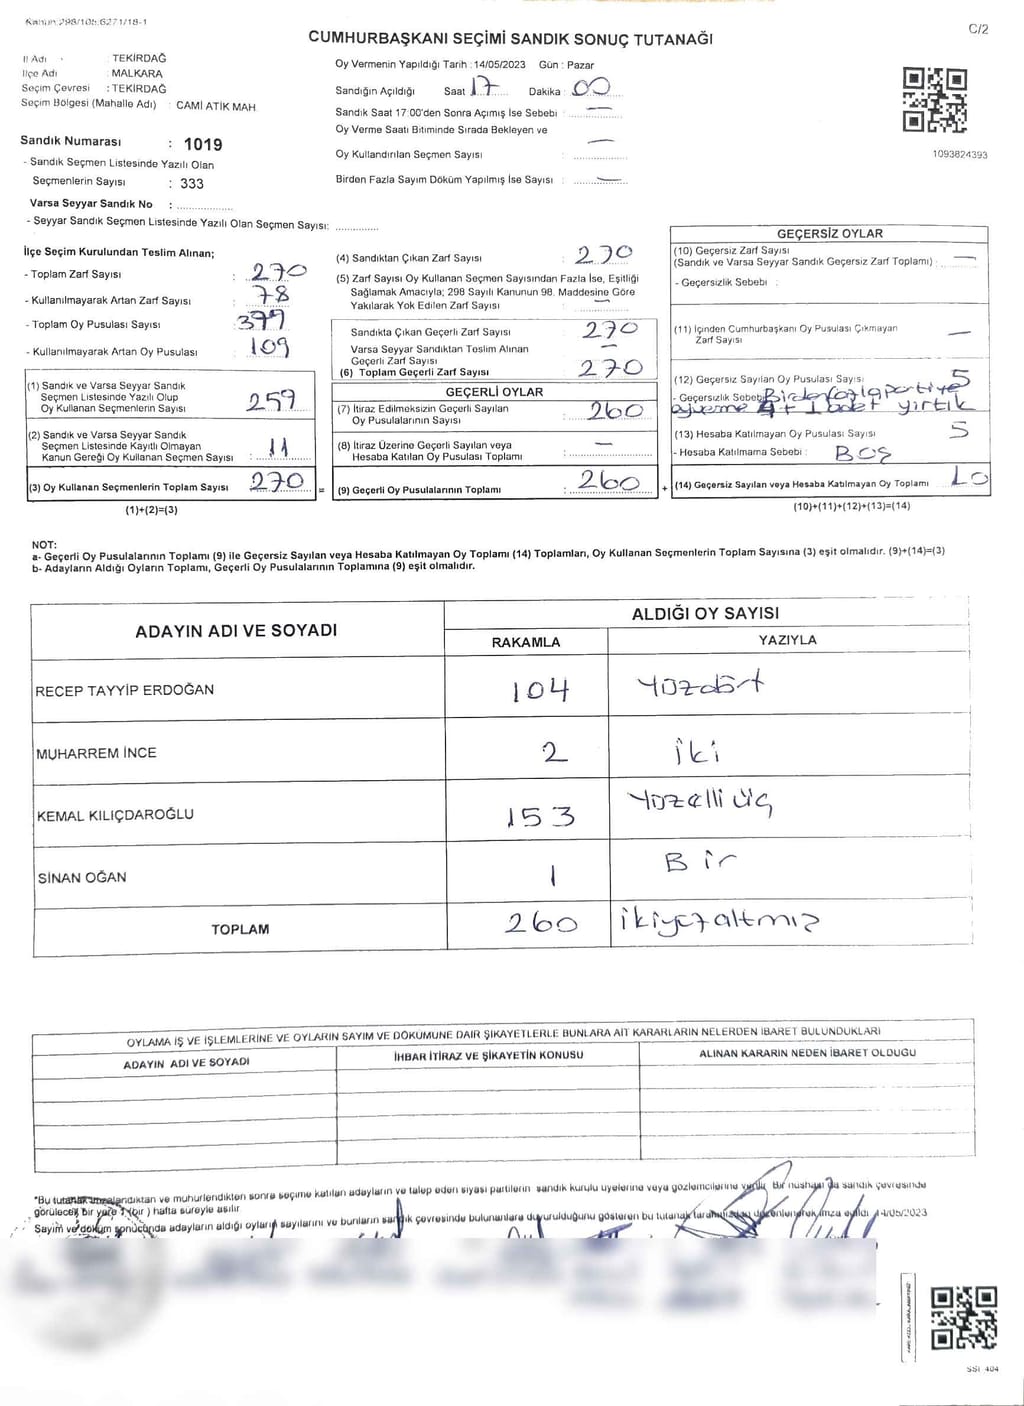 Kanun:298/105;6271/18-1
C/2
CUMHURBAŞKANI SEÇİMİ SANDIK SONUÇ TUTANAĞI
İl Adı : TEKİRDAĞ
İlçe Adı : MALKARA
Seçim Çevresi : TEKİRDAĞ
Seçim Bölgesi (Mahalle Adı) : CAMİ ATİK MAH.
Sandık Numarası : 1019
- Sandık Seçmen Listesinde Yazılı Olan
Seçmenlerin Sayısı : 333
Varsa Seyyar Sandık No :
- Seyyar Sandık Seçmen Listesinde Yazılı Olan Seçmen Sayısı:
Oy Vermenin Yapıldığı Tarih :14/05/2023 Gün : Pazar
Sandığın Açıldığı Saat 17 Dakika : 00
Sandık Saat 17:00'den Sonra Açımış İse Sebebi : —
Oy Verme Saati Bitiminde Sırada Bekleyen ve
Oy Kullandırılan Seçmen Sayısı : —
Birden Fazla Sayım Döküm Yapılmış İse Sayısı : —
1093824393
İlçe Seçim Kurulundan Teslim Alınan;
- Toplam Zarf Sayısı : 270
- Kullanılmayarak Artan Zarf Sayısı : 78
- Toplam Oy Pusulası Sayısı : 379
- Kullanılmayarak Artan Oy Pusulası : 109
(1) Sandık ve Varsa Seyyar Sandık
Seçmen Listesinde Yazılı Olup
Oy Kullanan Seçmenlerin Sayısı : 259
(2) Sandık ve Varsa Seyyar Sandık
Seçmen Listesinde Kayıtlı Olmayan
Kanun Gereği Oy Kullanan Seçmen Sayısı : 11
(3) Oy Kullanan Seçmenlerin Toplam Sayısı 270 =
(1)+(2)=(3)
(4) Sandıktan Çıkan Zarf Sayısı : 270
(5) Zarf Sayısı Oy Kullanan Seçmen Sayısından Fazla İse, Eşitliği
Sağlamak Amacıyla; 298 Sayılı Kanunun 98. Maddesine Göre
Yakılarak Yok Edilen Zarf Sayısı : —
Sandıkta Çıkan Geçerli Zarf Sayısı : 270
Varsa Seyyar Sandıktan Teslim Alınan —
Geçerli Zarf Sayısı
(6) Toplam Geçerli Zarf Sayısı : 270
GEÇERLİ OYLAR
(7) İtiraz Edilmeksizin Geçerli Sayılan
Oy Pusulalarının Sayısı : 260
(8) İtiraz Üzerine Geçerli Sayılan veya
Hesaba Katılan Oy Pusulası Toplamı : —
(9) Geçerli Oy Pusulalarının Toplamı : 260 +
GEÇERSİZ OYLAR
(10) Geçersiz Zarf Sayısı
(Sandık ve Varsa Seyyar Sandık Geçersiz Zarf Toplamı) : —
- Geçersizlik Sebebi :
(11) İçinden Cumhurbaşkanı Oy Pusulası Çıkmayan
Zarf Sayısı —
(12) Geçersiz Sayılan Oy Pusulası Sayısı 5
- Geçersizlik Sebebi Birden fazla partiye
oyverme 4 + 1 adet yirtik
(13) Hesaba Katılmayan Oy Pusulası Sayısı 5
- Hesaba Katılmama Sebebi : BOŞ
(14) Geçersiz Sayılan veya Hesaba Katılmayan Oy Toplamı 10
(10)+(11)+(12)+(13)=(14)
NOT:
a- Geçerli Oy Pusulalarının Toplamı (9) ile Geçersiz Sayılan veya Hesaba Katılmayan Oy Toplamı (14) Toplamları, Oy Kullanan Seçmenlerin Toplam Sayısına (3) eşit olmalıdır. (9)+(14)=(3)
b- Adayların Aldığı Oyların Toplamı, Geçerli Oy Pusulalarının Toplamına (9) eşit olmalıdır.
ADAYIN ADI VE SOYADI
ALDIĞI OY SAYISI
RAKAMLA YAZIYLA
RECEP TAYYİP ERDOĞAN 104 Yüzdört
MUHARREM İNCE 2 iki
KEMAL KILIÇDAROĞLU 153 Yüzelli üç
SİNAN OĞAN 1 Bir
TOPLAM 260 ikiyüzaltmız
OYLAMA İŞ VE İŞLEMLERİNE VE OYLARIN SAYIM VE DÖKÜMÜNE DAİR ŞİKAYETLERLE BUNLARA AİT KARARLARIN NELERDEN İBARET BULUNDUKLARI
ADAYIN ADI VE SOYADI İHBAR İTİRAZ VE ŞİKAYETİN KONUSU ALINAN KARARIN NEDEN İBARET OLDUĞU
*Bu tutanak imzalandıktan ve mühürlendikten sonra seçime katılan adayların ve talep eden siyasi partilerin sandık kurulu üyelerine veya gözlemcilerine verilir. Bir nushası da sandık çevresinde
görülecek bir yere 1 (bir) hafta süreyle asılır
Sayım ve döküm sonucunda adayların aldığı oyların sayılarını ve bunların sandık çevresinde bulunanlara duyurulduğunu gösteren bu tutanak tarafımızdan düzenlenerek imza edildi 14/05/2023
SSI 404